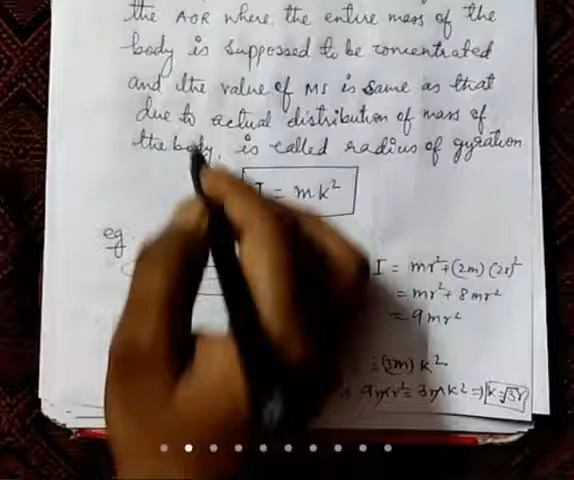 the AOR where the entire mass of the
body is supposed to be concentrated
and the value of MI is same as that
due to actual distribution of mass of
the body, is called radius of gyration
I = mk²
eg.
I = mr² + (2m) (2r)²
= mr² + 8mr²
= 9mr²
= (3m) k²
9mr² = 3mk² ⇒ k = √3r